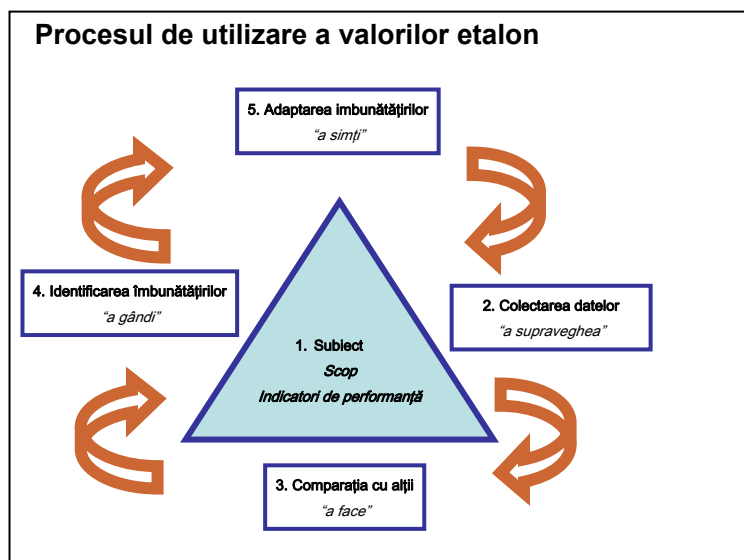 Procesul de utilizare a valorilor etalon
5. Adaptarea imbunătățirilor
“a simți”
4. Identificarea îmbunătățirilor
“a gândi”
2. Colectarea datelor
“a supraveghea”
1. Subiect
Scop
Indicatori de performanță
3. Comparația cu alții
“a face”